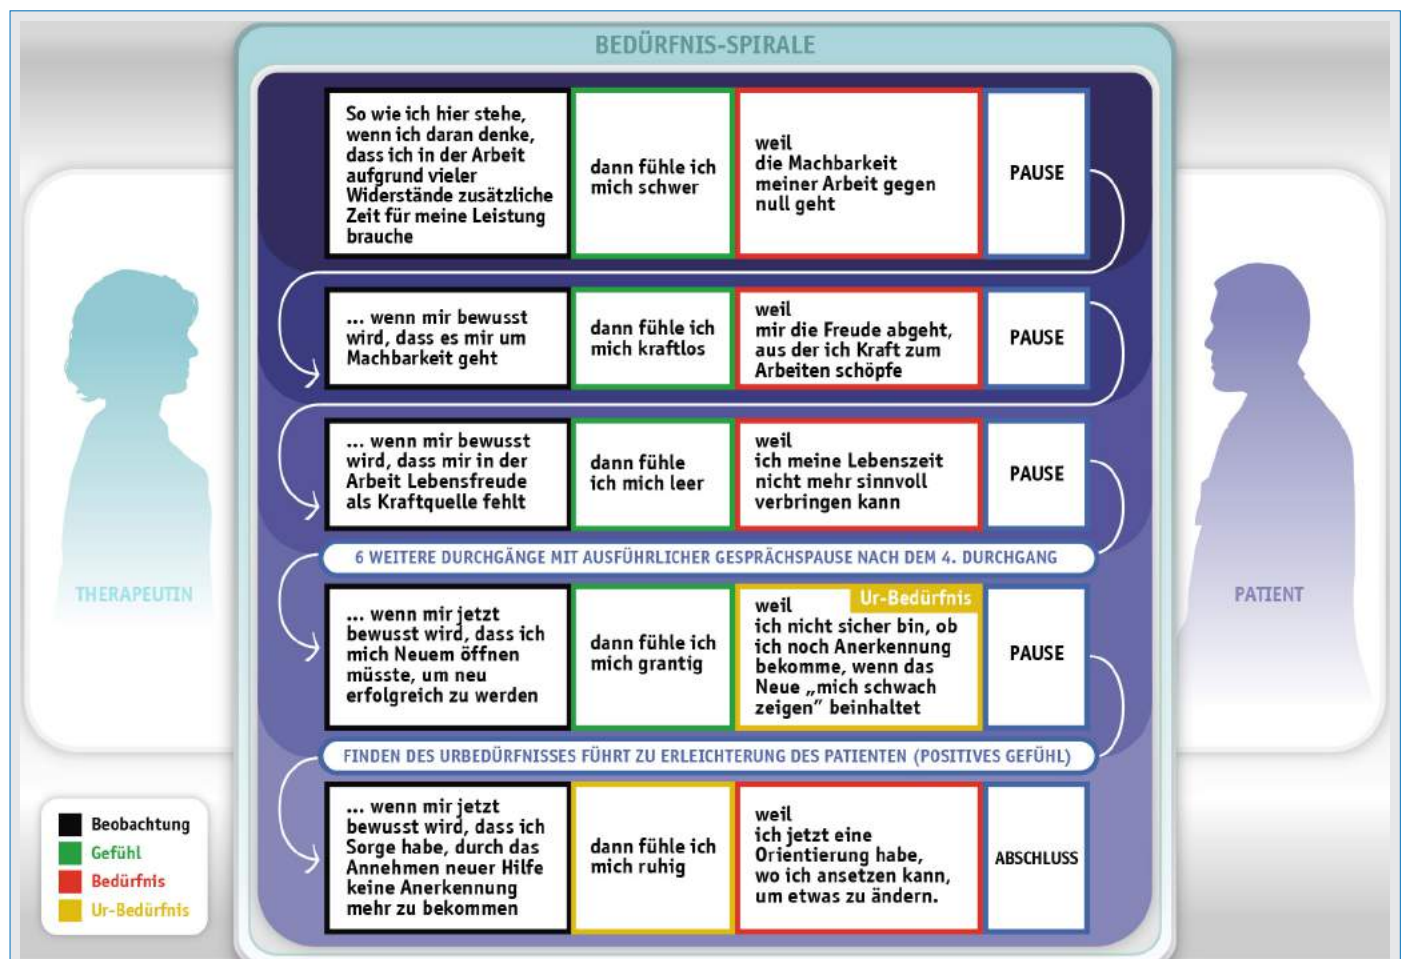 BEDÜRFNIS-SPIRALE
So wie ich hier stehe,
wenn ich daran denke,
dass ich in der Arbeit
aufgrund vieler
Widerstände zusätzliche
Zeit für meine Leistung
brauche
dann fühle ich
mich schwer
weil
die Machbarkeit
meiner Arbeit gegen
null geht
PAUSE
... wenn mir bewusst
wird, dass es mir um
Machbarkeit geht
dann fühle ich
mich kraftlos
weil
mir die Freude abgeht,
aus der ich Kraft zum
Arbeiten schöpfe
PAUSE
... wenn mir bewusst
wird, dass mir in der
Arbeit Lebensfreude
als Kraftquelle fehlt
dann fühle
ich mich leer
weil
ich meine Lebenszeit
nicht mehr sinnvoll
verbringen kann
PAUSE
6 WEITERE DURCHGÄNGE MIT AUSFÜHRLICHER GESPRÄCHSPAUSE NACH DEM 4. DURCHGANG
THERAPEUTIN
PATIENT
... wenn mir jetzt
bewusst wird, dass ich
mich Neuem öffnen
müsste, um neu
erfolgreich zu werden
dann fühle ich
mich grantig
Ur-Bedürfnis
weil
ich nicht sicher bin, ob
ich noch Anerkennung
bekomme, wenn das
Neue „mich schwach
zeigen” beinhaltet
PAUSE
FINDEN DES URBEDÜRFNISSES FÜHRT ZU ERLEICHTERUNG DES PATIENTEN (POSITIVES GEFÜHL)
... wenn mir jetzt
bewusst wird, dass ich
Sorge habe, durch das
Annehmen neuer Hilfe
keine Anerkennung
mehr zu bekommen
dann fühle ich
mich ruhig
weil
ich jetzt eine
Orientierung habe,
wo ich ansetzen kann,
um etwas zu ändern.
ABSCHLUSS
Beobachtung
Gefühl
Bedürfnis
Ur-Bedürfnis